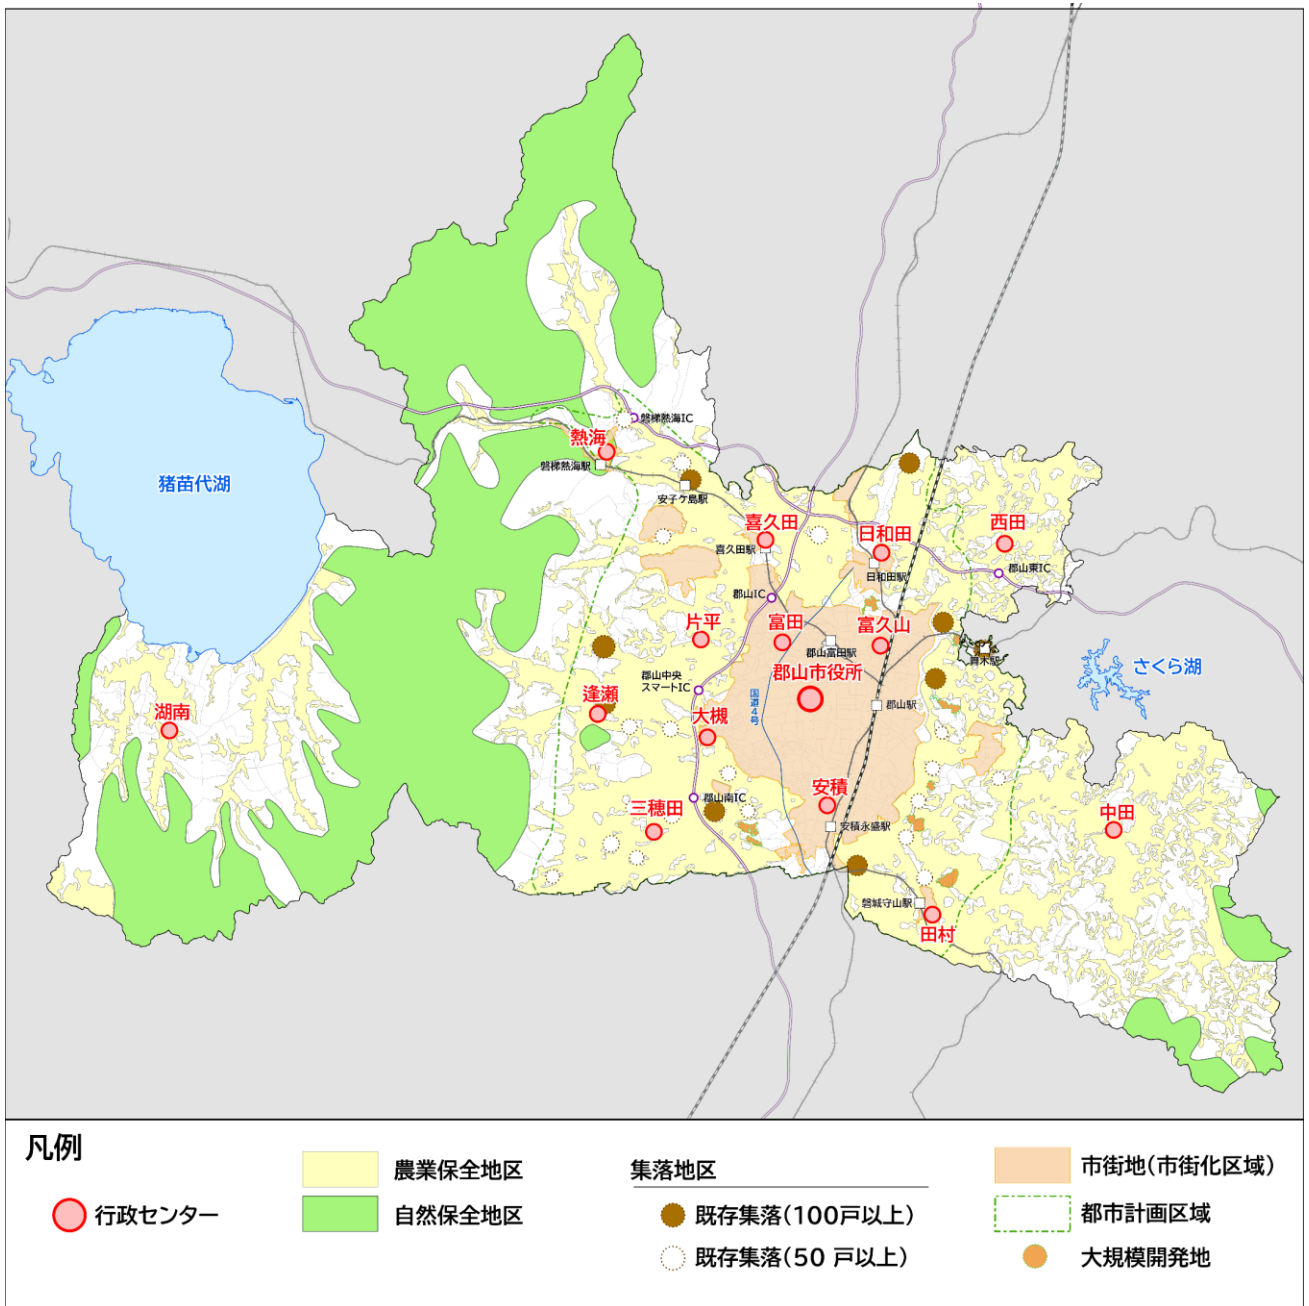 磐梯熱海IC
熱海
磐梯熱海駅
猪苗代湖
安子ケ島駅
喜久田
喜久田駅
日和田
日和田駅
西田
郡山東IC
郡山IC
片平
富田
富久山
郡山富田駅
舞木駅
さくら湖
郡山中央
スマートIC
郡山市役所
逢瀬
国道4号
郡山駅
湖南
大槻
安積
郡山南IC
三穂田
安積永盛駅
中田
磐城守山駅
田村
凡例
行政センター
農業保全地区
自然保全地区
集落地区
既存集落(100戸以上)
既存集落(50 戸以上)
市街地(市街化区域)
都市計画区域
大規模開発地